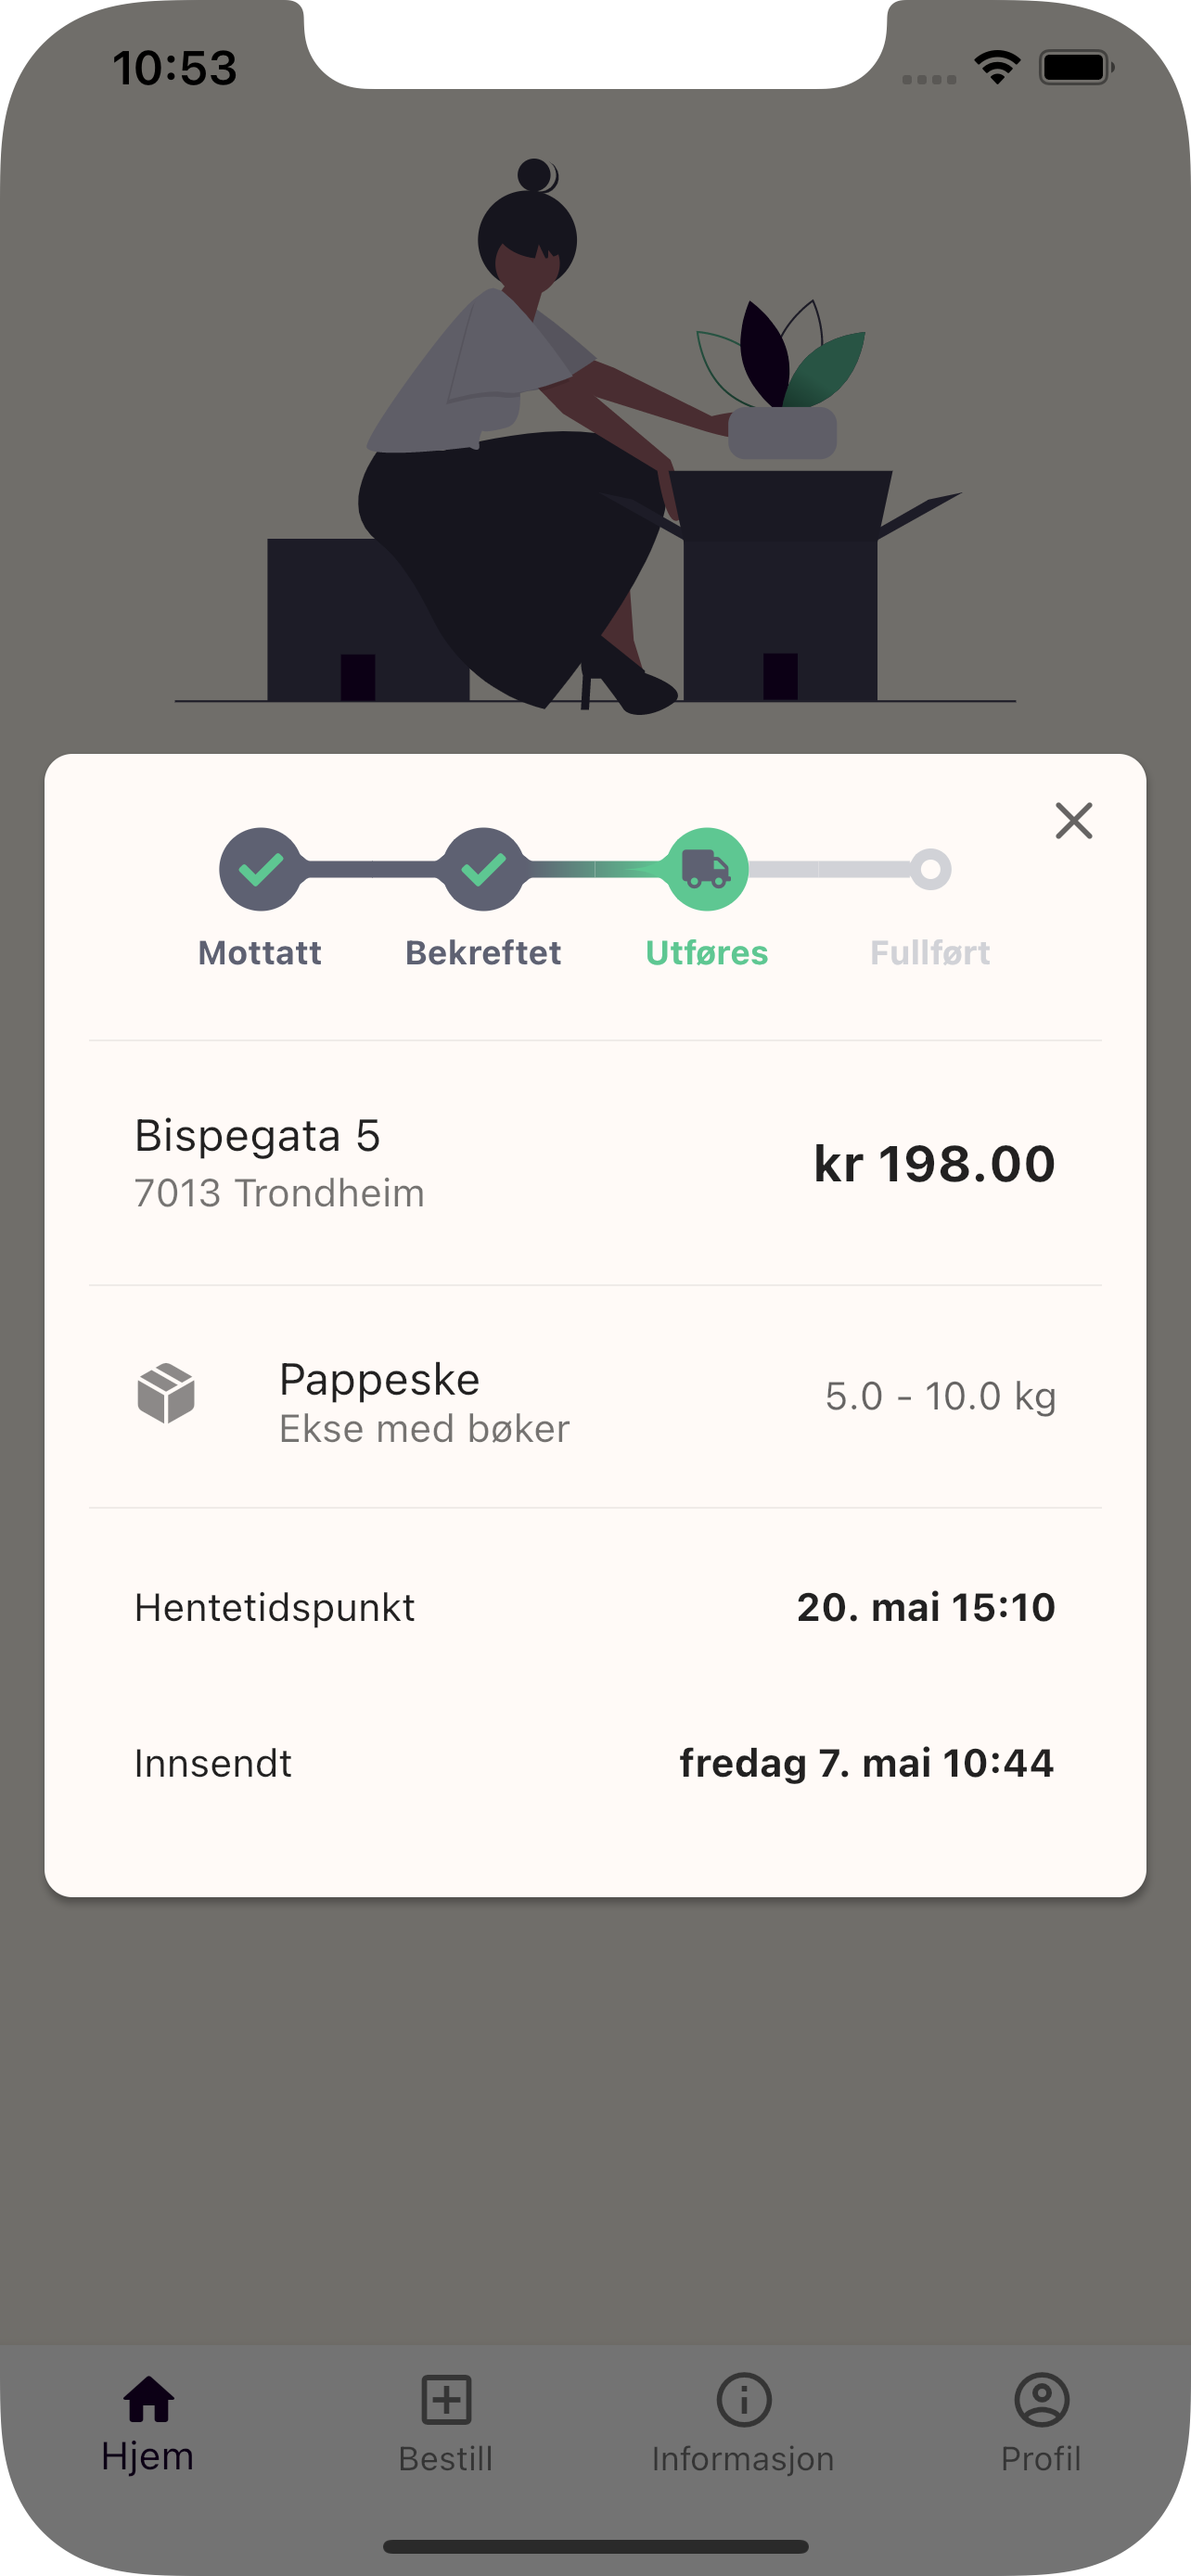 10:53
Mottatt Bekreftet Utføres Fullført
Bispegata 5
7013 Trondheim
kr 198.00
Pappeske
Ekse med bøker
5.0 - 10.0 kg
Hentetidspunkt 20. mai 15:10
Innsendt fredag 7. mai 10:44
Hjem Bestill Informasjon Profil